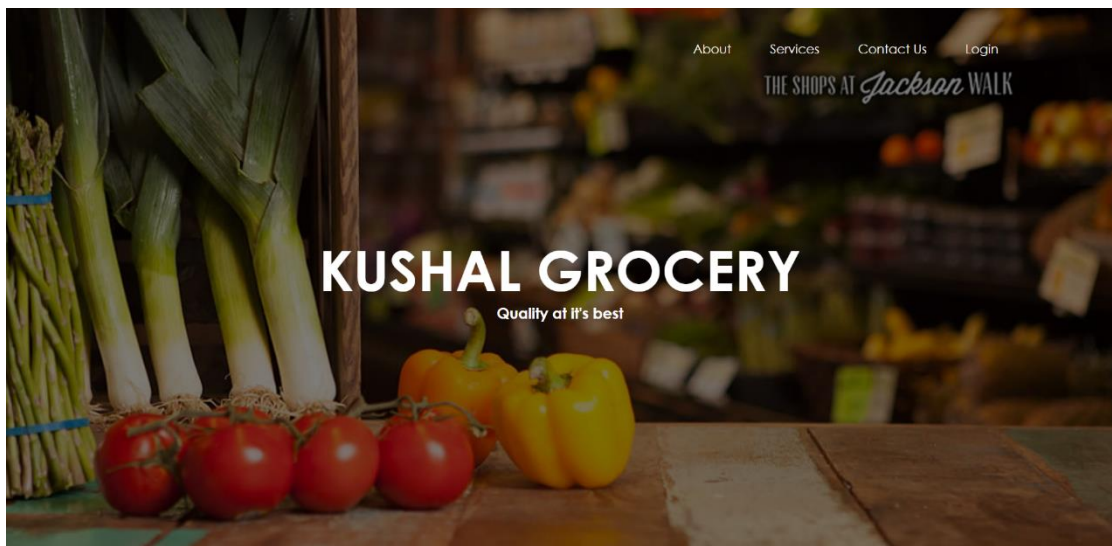 About Services Contact Us Login
THE SHOPS AT Jackson WALK
KUSHAL GROCERY
Quality at it's best